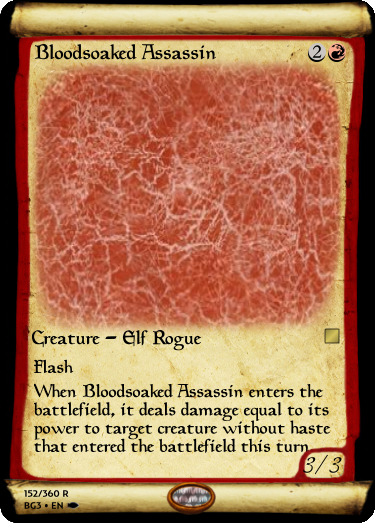 Bloodsoaked Assassin 2
Creature – Elf Rogue
Flash
When Bloodsoaked Assassin enters the
battlefield, it deals damage equal to its
power to target creature without haste
that entered the battlefield this turn.
3/3
152/360 R
BG3 • EN